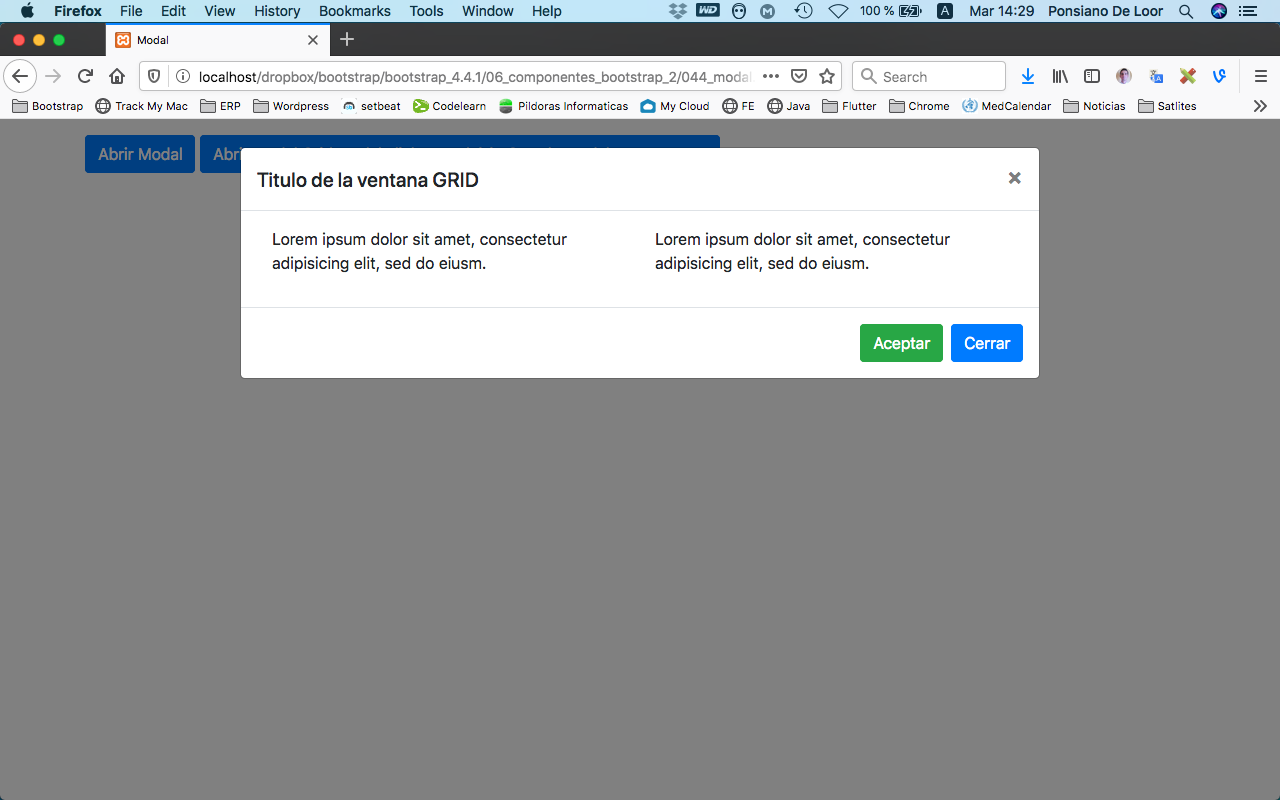 Firefox File Edit View History Bookmarks Tools Window Help WD M 100 % A Mar 14:29 Ponsiano De Loor
Modal
localhost/dropbox/bootstrap/bootstrap_4.4.1/06_componentes_bootstrap_2/044_modal Search
Bootstrap Track My Mac ERP Wordpress setbeat Codelearn Pildoras Informaticas My Cloud FE Java Flutter Chrome MedCalendar Noticias Satlites
Abrir Modal
Titulo de la ventana GRID ×
Lorem ipsum dolor sit amet, consectetur
adipisicing elit, sed do eiusm.
Lorem ipsum dolor sit amet, consectetur
adipisicing elit, sed do eiusm.
Aceptar Cerrar